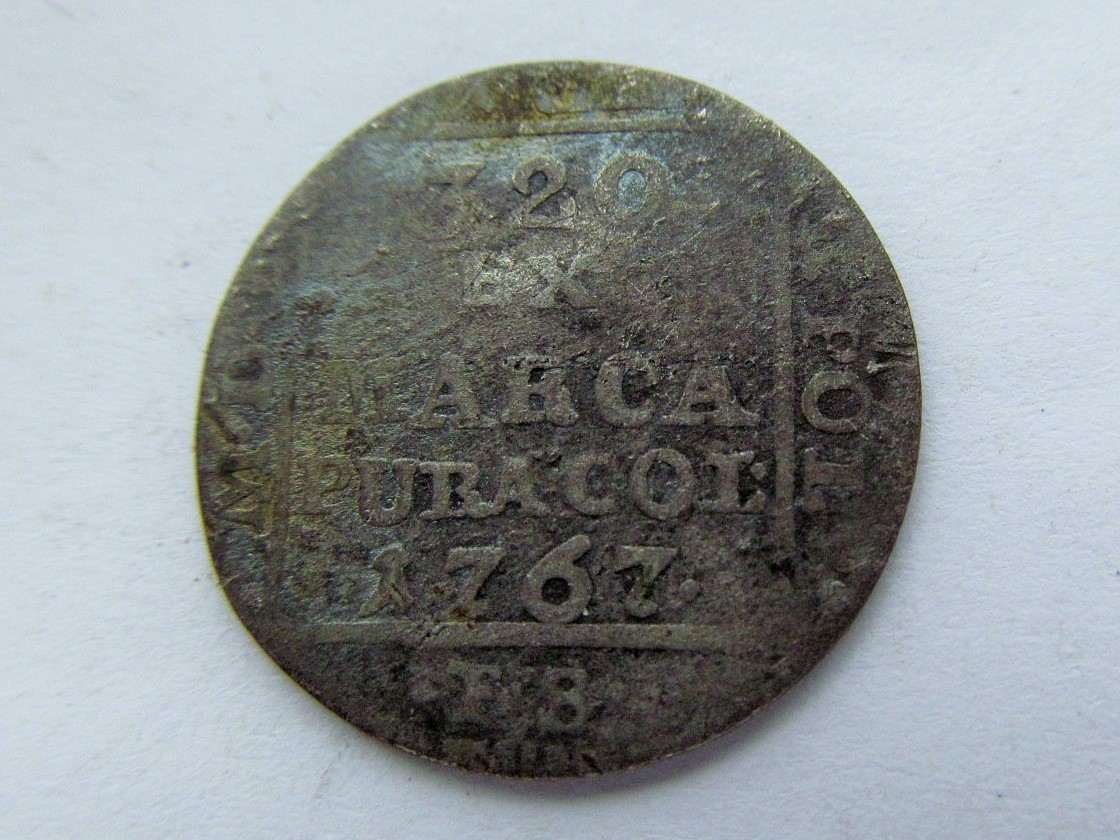 320
EX
MARCA
PURA·COL·
1767·
·F·S·